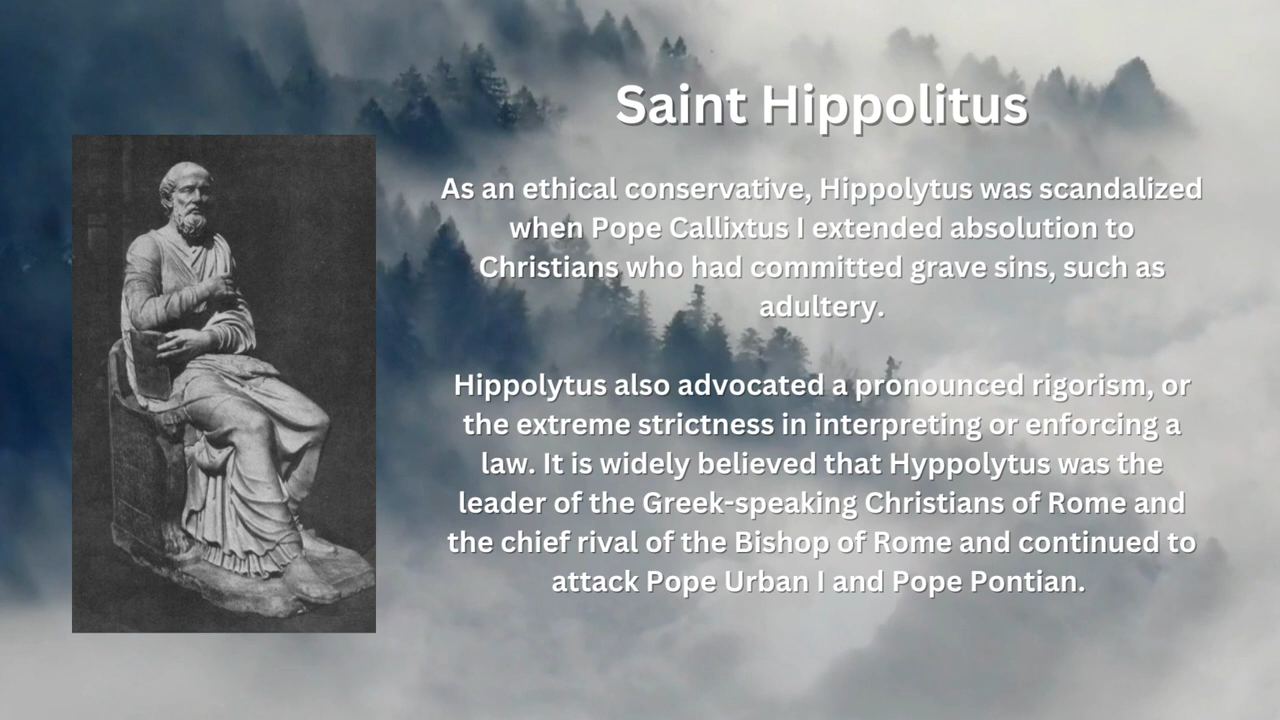 Saint Hippolitus
As an ethical conservative, Hippolytus was scandalized
when Pope Callixtus I extended absolution to
Christians who had committed grave sins, such as
adultery.
Hippolytus also advocated a pronounced rigorism, or
the extreme strictness in interpreting or enforcing a
law. It is widely believed that Hyppolytus was the
leader of the Greek-speaking Christians of Rome and
the chief rival of the Bishop of Rome and continued to
attack Pope Urban I and Pope Pontian.